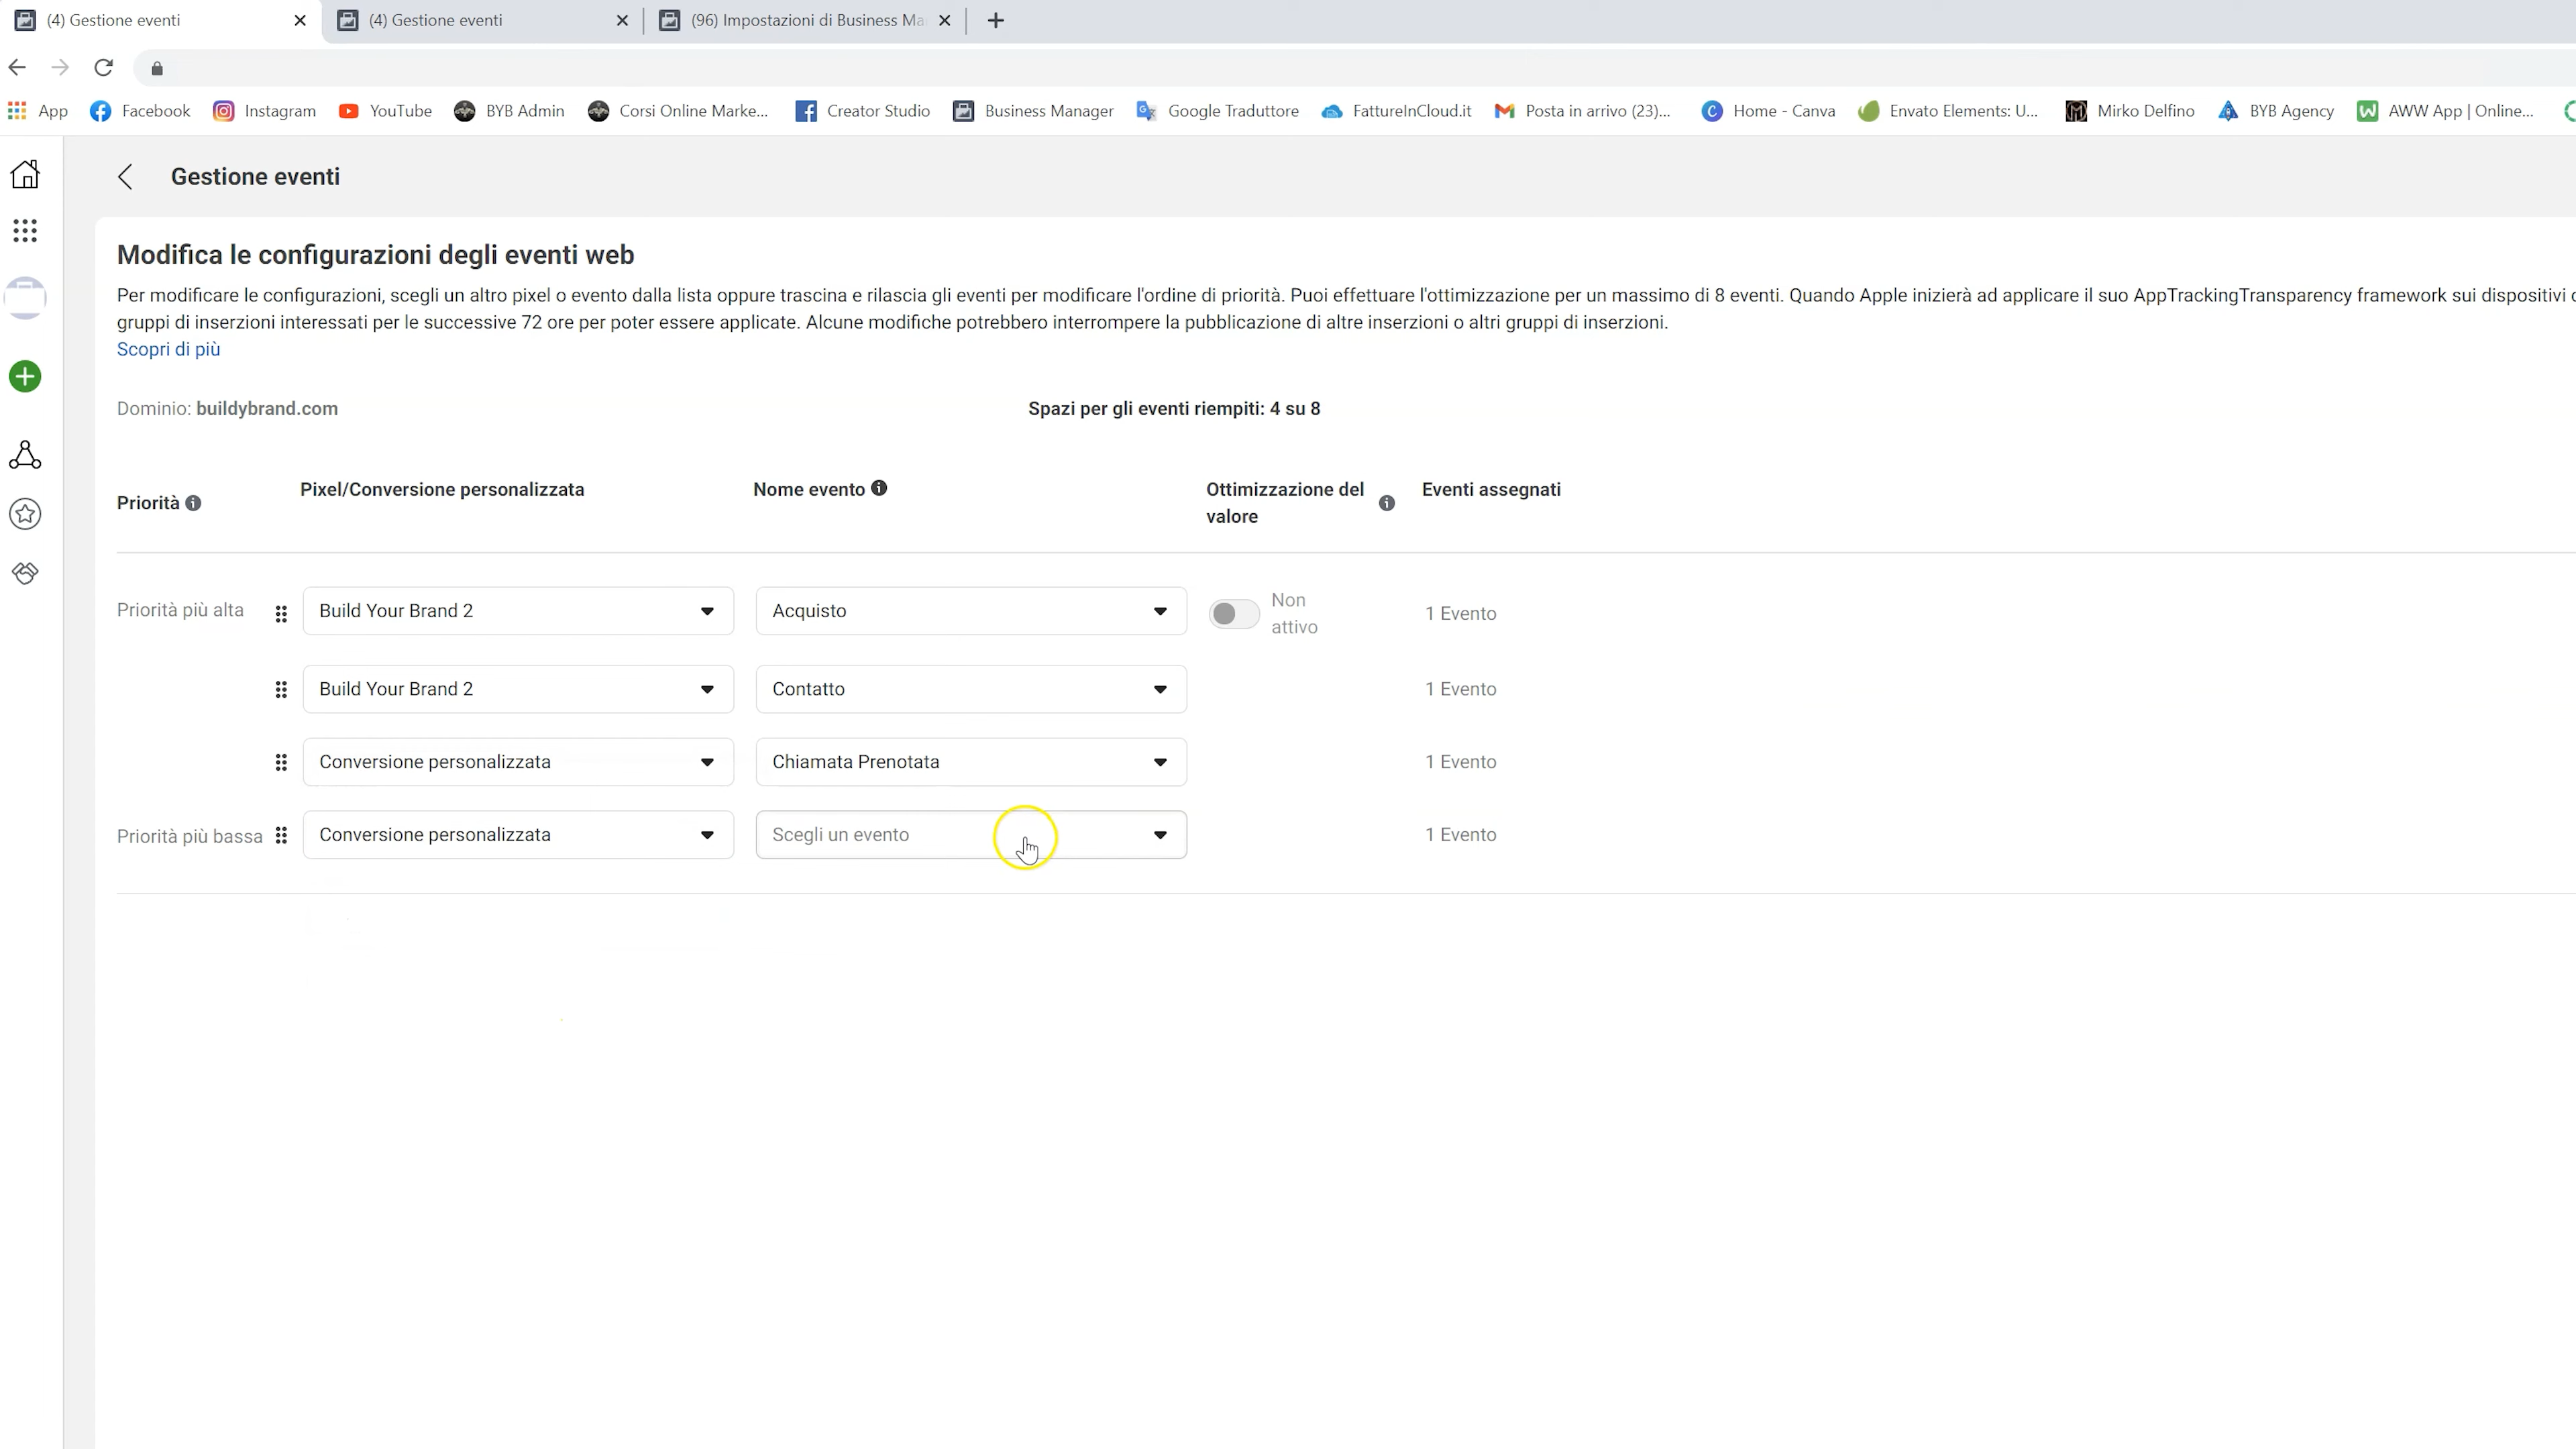 (4) Gestione eventi
(4) Gestione eventi
(96) Impostazioni di Business Ma
App Facebook Instagram YouTube BYB Admin Corsi Online Marke... Creator Studio Business Manager Google Traduttore FattureInCloud.it Posta in arrivo (23)... Home - Canva Envato Elements: U... Mirko Delfino BYB Agency AWW App | Online...
Gestione eventi
Modifica le configurazioni degli eventi web
Per modificare le configurazioni, scegli un altro pixel o evento dalla lista oppure trascina e rilascia gli eventi per modificare l'ordine di priorità. Puoi effettuare l'ottimizzazione per un massimo di 8 eventi. Quando Apple inizierà ad applicare il suo AppTrackingTransparency framework sui dispositivi
gruppi di inserzioni interessati per le successive 72 ore per poter essere applicate. Alcune modifiche potrebbero interrompere la pubblicazione di altre inserzioni o altri gruppi di inserzioni.
Scopri di più
Dominio: buildybrand.com Spazi per gli eventi riempiti: 4 su 8
Priorità Pixel/Conversione personalizzata Nome evento Ottimizzazione del valore Eventi assegnati
Priorità più alta Build Your Brand 2 Acquisto Non attivo 1 Evento
Build Your Brand 2 Contatto 1 Evento
Conversione personalizzata Chiamata Prenotata 1 Evento
Priorità più bassa Conversione personalizzata Scegli un evento 1 Evento